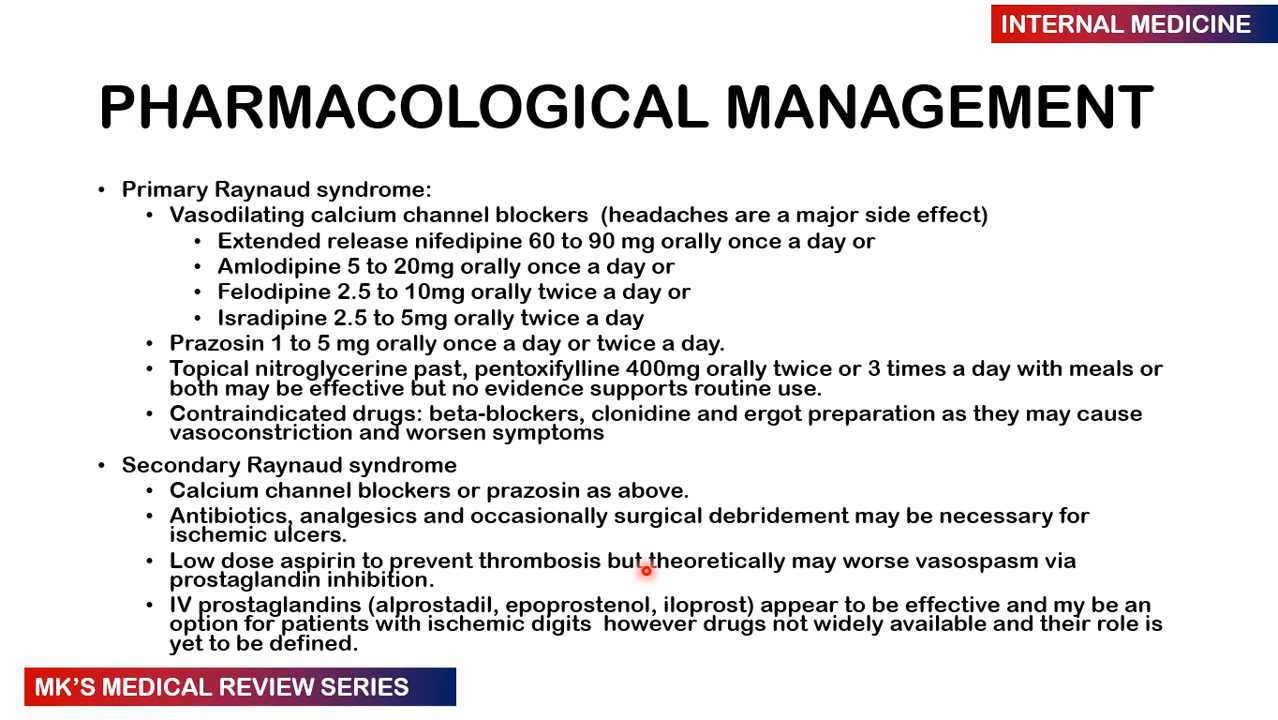 INTERNAL MEDICINE
PHARMACOLOGICAL MANAGEMENT
• Primary Raynaud syndrome:
• Vasodilating calcium channel blockers (headaches are a major side effect)
• Extended release nifedipine 60 to 90 mg orally once a day or
• Amlodipine 5 to 20mg orally once a day or
• Felodipine 2.5 to 10mg orally twice a day or
• Isradipine 2.5 to 5mg orally twice a day
• Prazosin 1 to 5 mg orally once a day or twice a day.
• Topical nitroglycerine past, pentoxifylline 400mg orally twice or 3 times a day with meals or
both may be effective but no evidence supports routine use.
• Contraindicated drugs: beta-blockers, clonidine and ergot preparation as they may cause
vasoconstriction and worsen symptoms
• Secondary Raynaud syndrome
• Calcium channel blockers or prazosin as above.
• Antibiotics, analgesics and occasionally surgical debridement may be necessary for
ischemic ulcers.
• Low dose aspirin to prevent thrombosis but theoretically may worse vasospasm via
prostaglandin inhibition.
• IV prostaglandins (alprostadil, epoprostenol, iloprost) appear to be effective and my be an
option for patients with ischemic digits however drugs not widely available and their role is
yet to be defined.
MK'S MEDICAL REVIEW SERIES